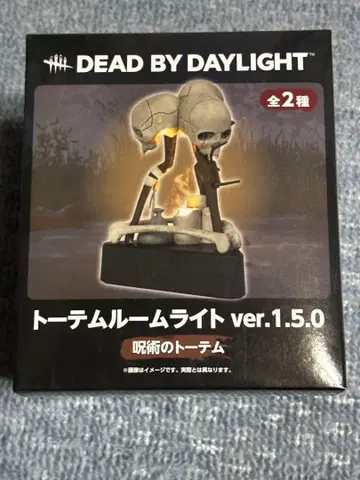 DEAD BY DAYLIGHT™
全2種
トーテムルームライト ver.1.5.0
呪術のトーテム
※画像はイメージです。実際とは異なります。